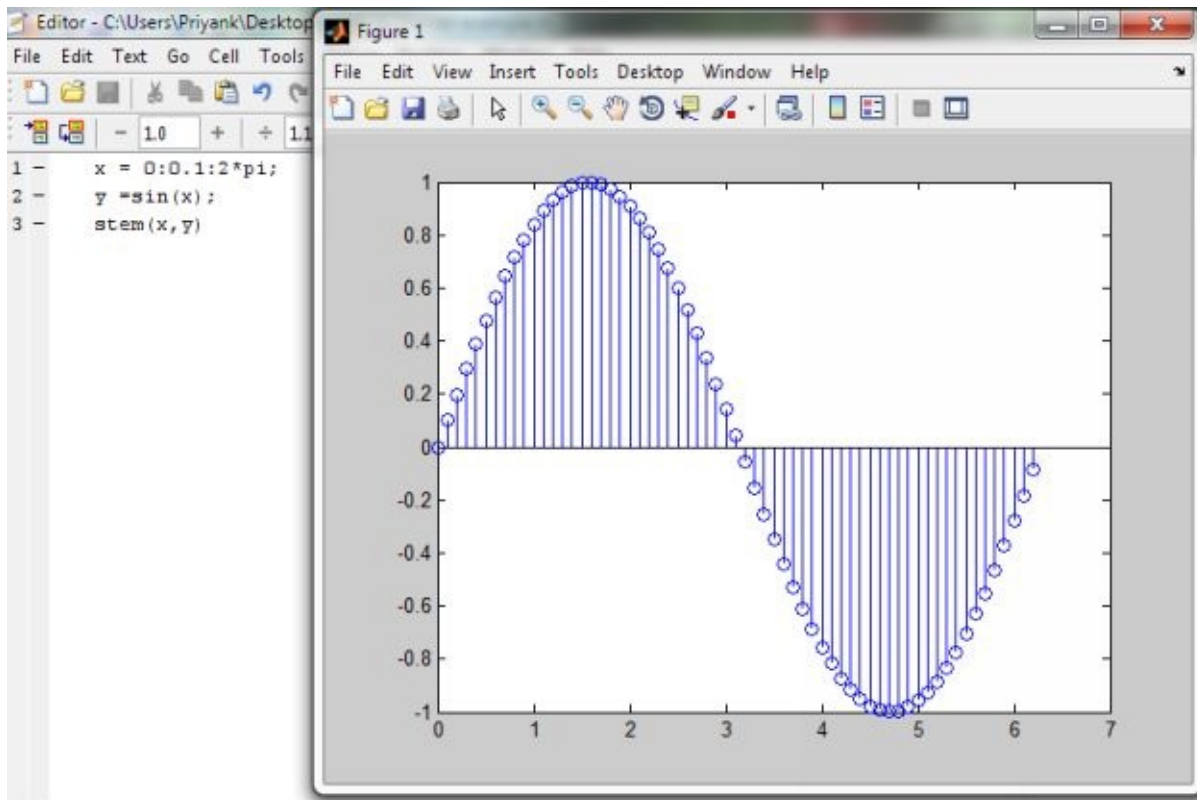 Editor - C:\Users\Priyank\Desktop
File Edit Text Go Cell Tools
1.0
1.1
1 - x = 0:0.1:2*pi;
2 - y =sin(x);
3 - stem(x,y)
Figure 1
File Edit View Insert Tools Desktop Window Help
1
0.8
0.6
0.4
0.2
0
-0.2
-0.4
-0.6
-0.8
-1
0 1 2 3 4 5 6 7